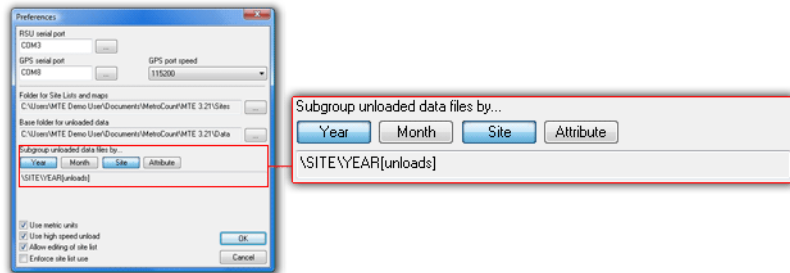 Preferences
RSU serial port
COM3
...
GPS serial port
GPS port speed
COM8
...
115200
Folder for Site Lists and maps
C:\Users\MTE Demo User\Documents\MetroCount\MTE 3.21\Sites
...
Base folder for unloaded data
C:\Users\MTE Demo User\Documents\MetroCount\MTE 3.21\Data
...
Subgroup unloaded data files by...
Year Month Site Attribute
\SITE\YEAR[unloads]
Use metric units
Use high speed unload
Allow editing of site list
Enforce site list use
OK
Cancel
Subgroup unloaded data files by...
Year Month Site Attribute
\SITE\YEAR[unloads]